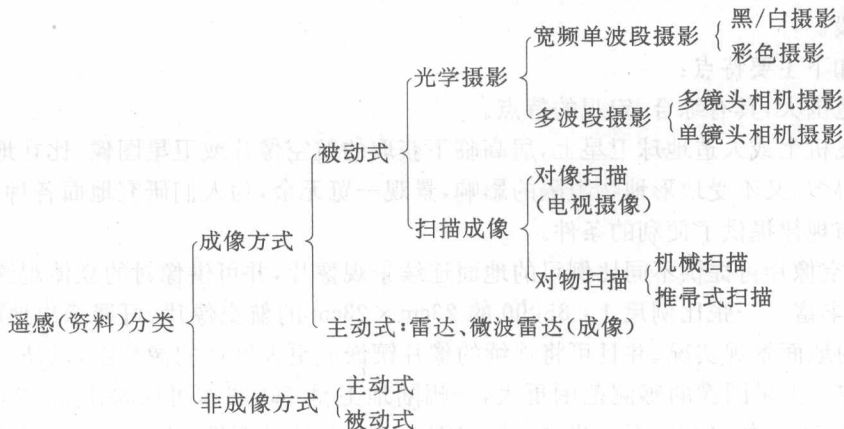 黑/白摄影
宽频单波段摄影
彩色摄影
光学摄影
多镜头相机摄影
多波段摄影
单镜头相机摄影
被动式
对像扫描
(电视摄像)
扫描成像
成像方式
机械扫描
对物扫描
推帚式扫描
遥感(资料)分类
主动式:雷达、微波雷达(成像)
主动式
非成像方式
被动式